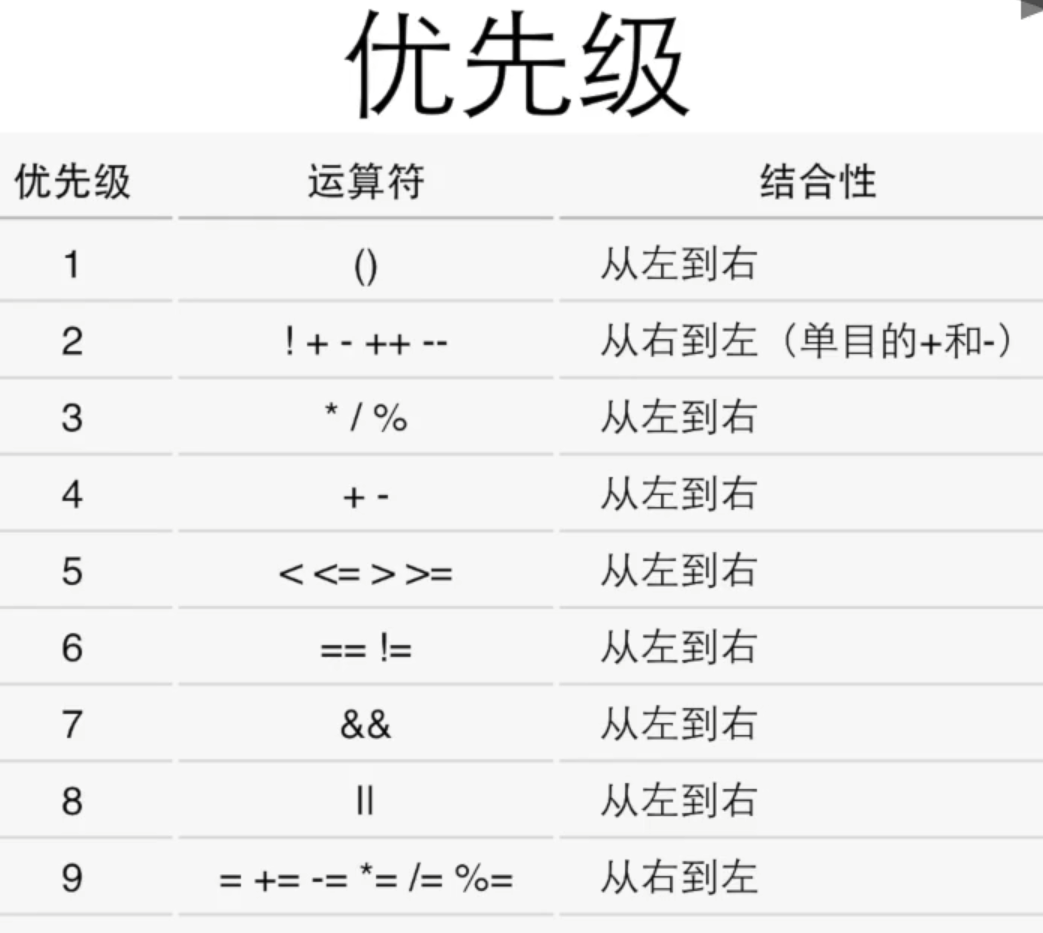 优先级
优先级 运算符 结合性
1 () 从左到右
2 ! + - ++ -- 从右到左（单目的+和-）
3 * / % 从左到右
4 + - 从左到右
5 < <= > >= 从左到右
6 == != 从左到右
7 && 从左到右
8 || 从左到右
9 = += -= *= /= %= 从右到左